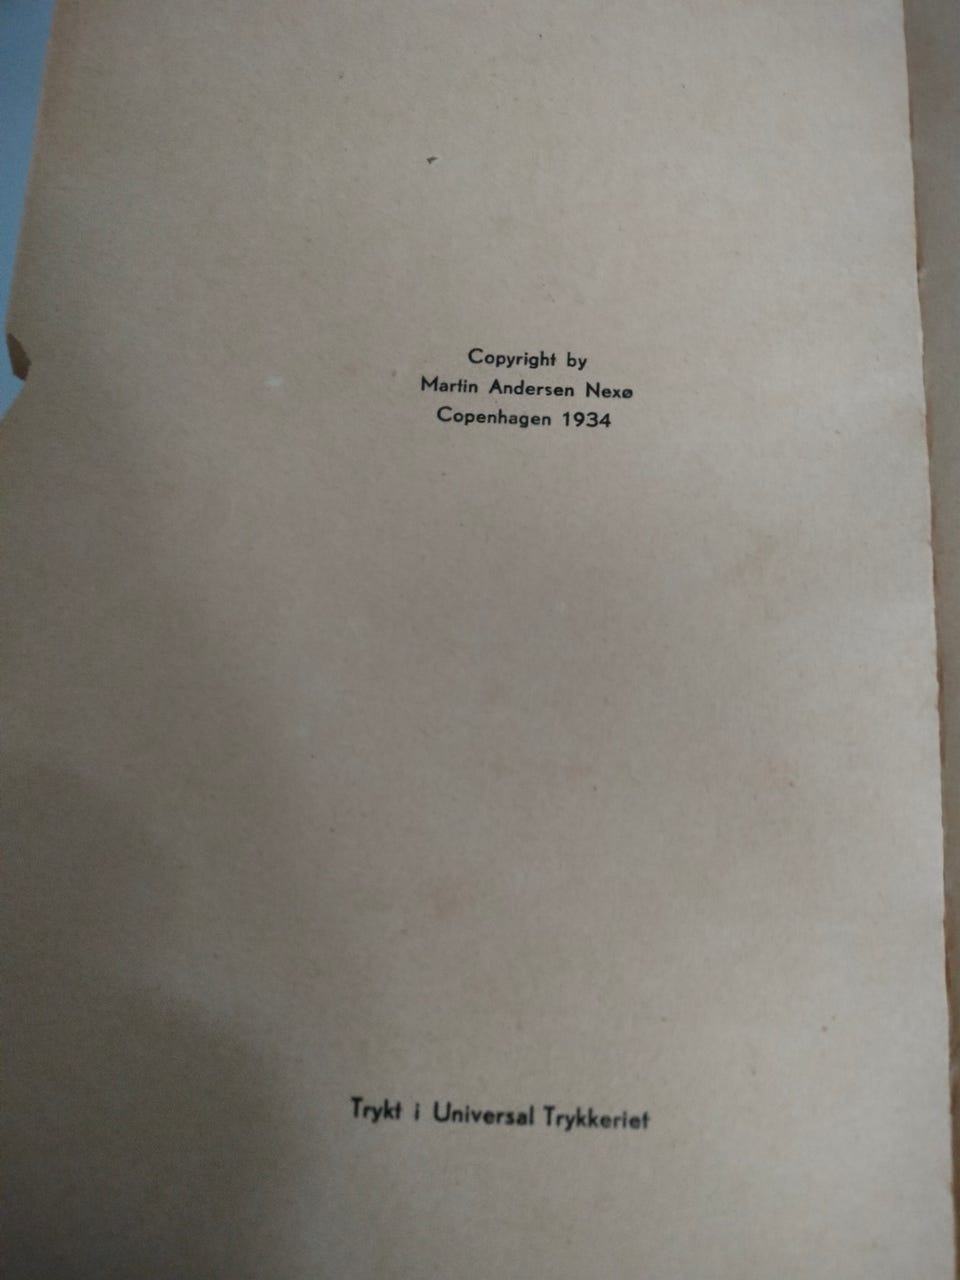 Copyright by
Martin Andersen Nexø
Copenhagen 1934
Trykt i Universal Trykkeriet